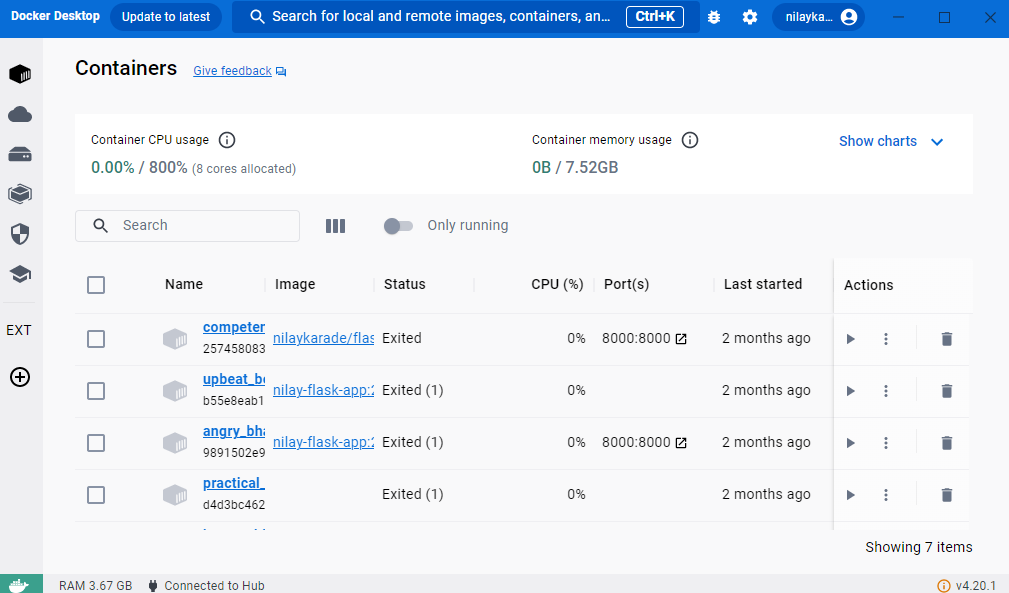 Docker Desktop Update to latest Search for local and remote images, containers, an... Ctrl+K nilayka...
Containers Give feedback
Container CPU usage Container memory usage Show charts
0.00% / 800% (8 cores allocated) 0B / 7.52GB
Search Only running
Name Image Status CPU (%) Port(s) Last started Actions
EXT
competer
257458083
nilaykarade/flas Exited 0% 8000:8000 2 months ago
upbeat_bo
b55e8eab1
nilay-flask-app:2 Exited (1) 0% 2 months ago
angry_bha
9891502e9
nilay-flask-app:2 Exited (1) 0% 8000:8000 2 months ago
practical_
d4d3bc462
Exited (1) 0% 2 months ago
Showing 7 items
RAM 3.67 GB Connected to Hub v4.20.1